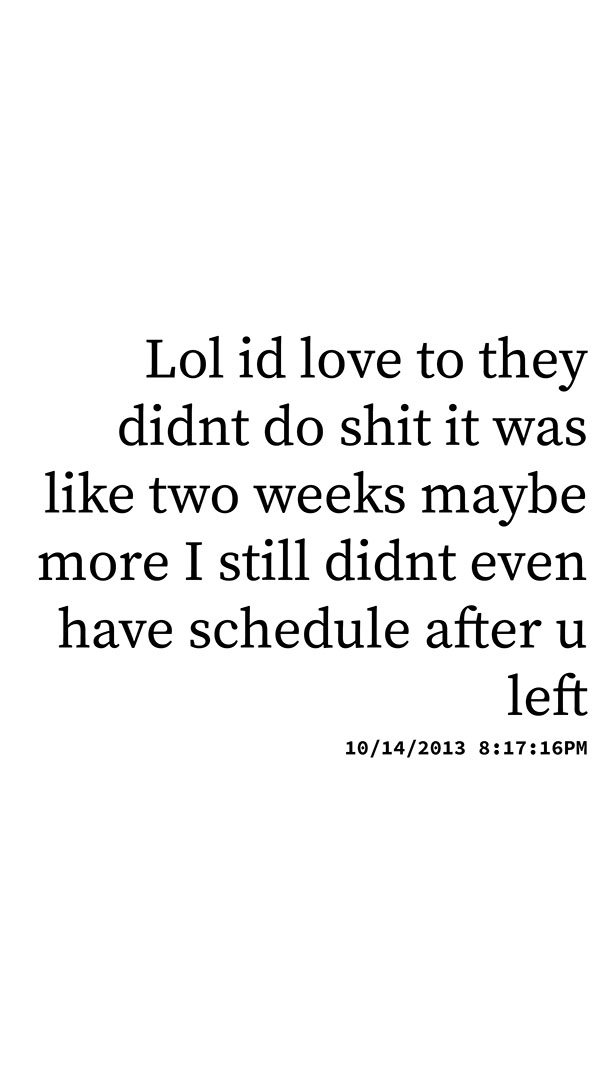 Lol id love to they
didnt do shit it was
like two weeks maybe
more I still didnt even
have schedule after u
left
10/14/2013 8:17:16PM